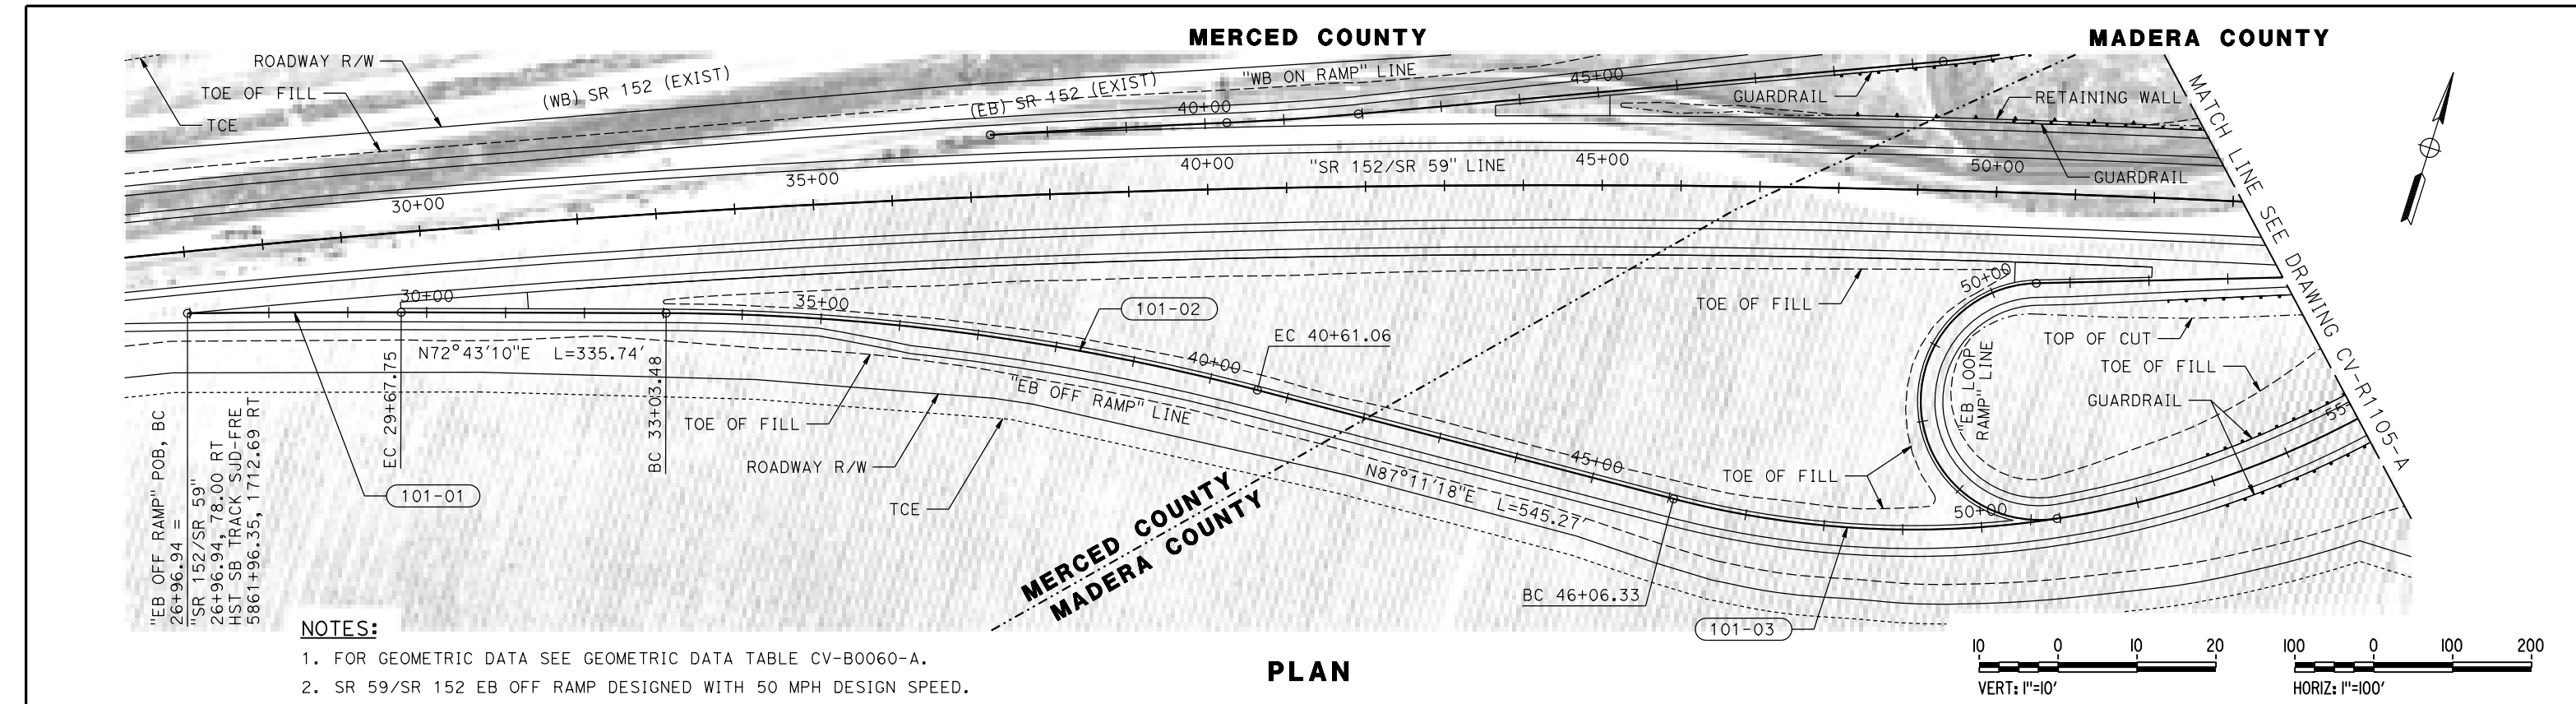 MERCED COUNTY
MADERA COUNTY
ROADWAY R/W
TOE OF FILL
TCE
(WB) SR 152 (EXIST)
(EB) SR 152 (EXIST)
"WB ON RAMP" LINE
40+00
45+00
GUARDRAIL
RETAINING WALL
GUARDRAIL
MATCH LINE SEE DRAWING CV-R1105-A
30+00
35+00
40+00
"SR 152/SR 59" LINE
45+00
50+00
30+00
35+00
101-02
EC 40+61.06
40+00
TOE OF FILL
50+00
TOP OF CUT
TOE OF FILL
GUARDRAIL
55
N72°43'10"E L=335.74'
EC 29+67.75
BC 33+03.48
"EB OFF RAMP" LINE
TOE OF FILL
ROADWAY R/W
TCE
101-01
"EB OFF RAMP" POB, BC
26+96.94 =
"SR 152/SR 59"
26+96.94, 78.00 RT
HST SB TRACK SJD-FRE
5861+96.35, 1712.69 RT
"EB LOOP
RAMP" LINE
45+00
TOE OF FILL
50+00
N87°11'18"E L=545.27'
MERCED COUNTY
MADERA COUNTY
BC 46+06.33
101-03
NOTES:
1. FOR GEOMETRIC DATA SEE GEOMETRIC DATA TABLE CV-B0060-A.
2. SR 59/SR 152 EB OFF RAMP DESIGNED WITH 50 MPH DESIGN SPEED.
PLAN
10 0 10 20
VERT: 1"=10'
100 0 100 200
HORIZ: 1"=100'